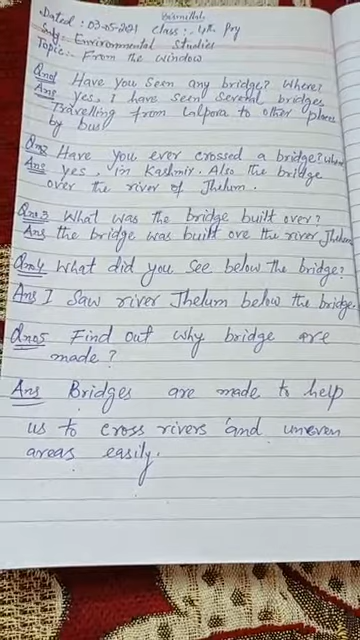 Bismillah
Dated :- 03-05-2021 Class :- 4th Pry
Sub :- Environmental Studies
Topic :- From the window
Qno1 Have you seen any bridge? Where?
Ans yes, I have seen several bridges
Travelling from Lalpora to other places
by bus
Qno2 Have you ever crossed a bridge? where
Ans yes, in Kashmir. Also the bridge
over the river of Jhelum.
Qno.3 What was the bridge built over?
Ans the bridge was built ove the river Jhelum
Qno4 What did you see below the bridge?
Ans I saw river Jhelum below the bridge.
Qno5 Find out why bridge are
made?
Ans Bridges are made to help
us to cross rivers and uneven
areas easily.